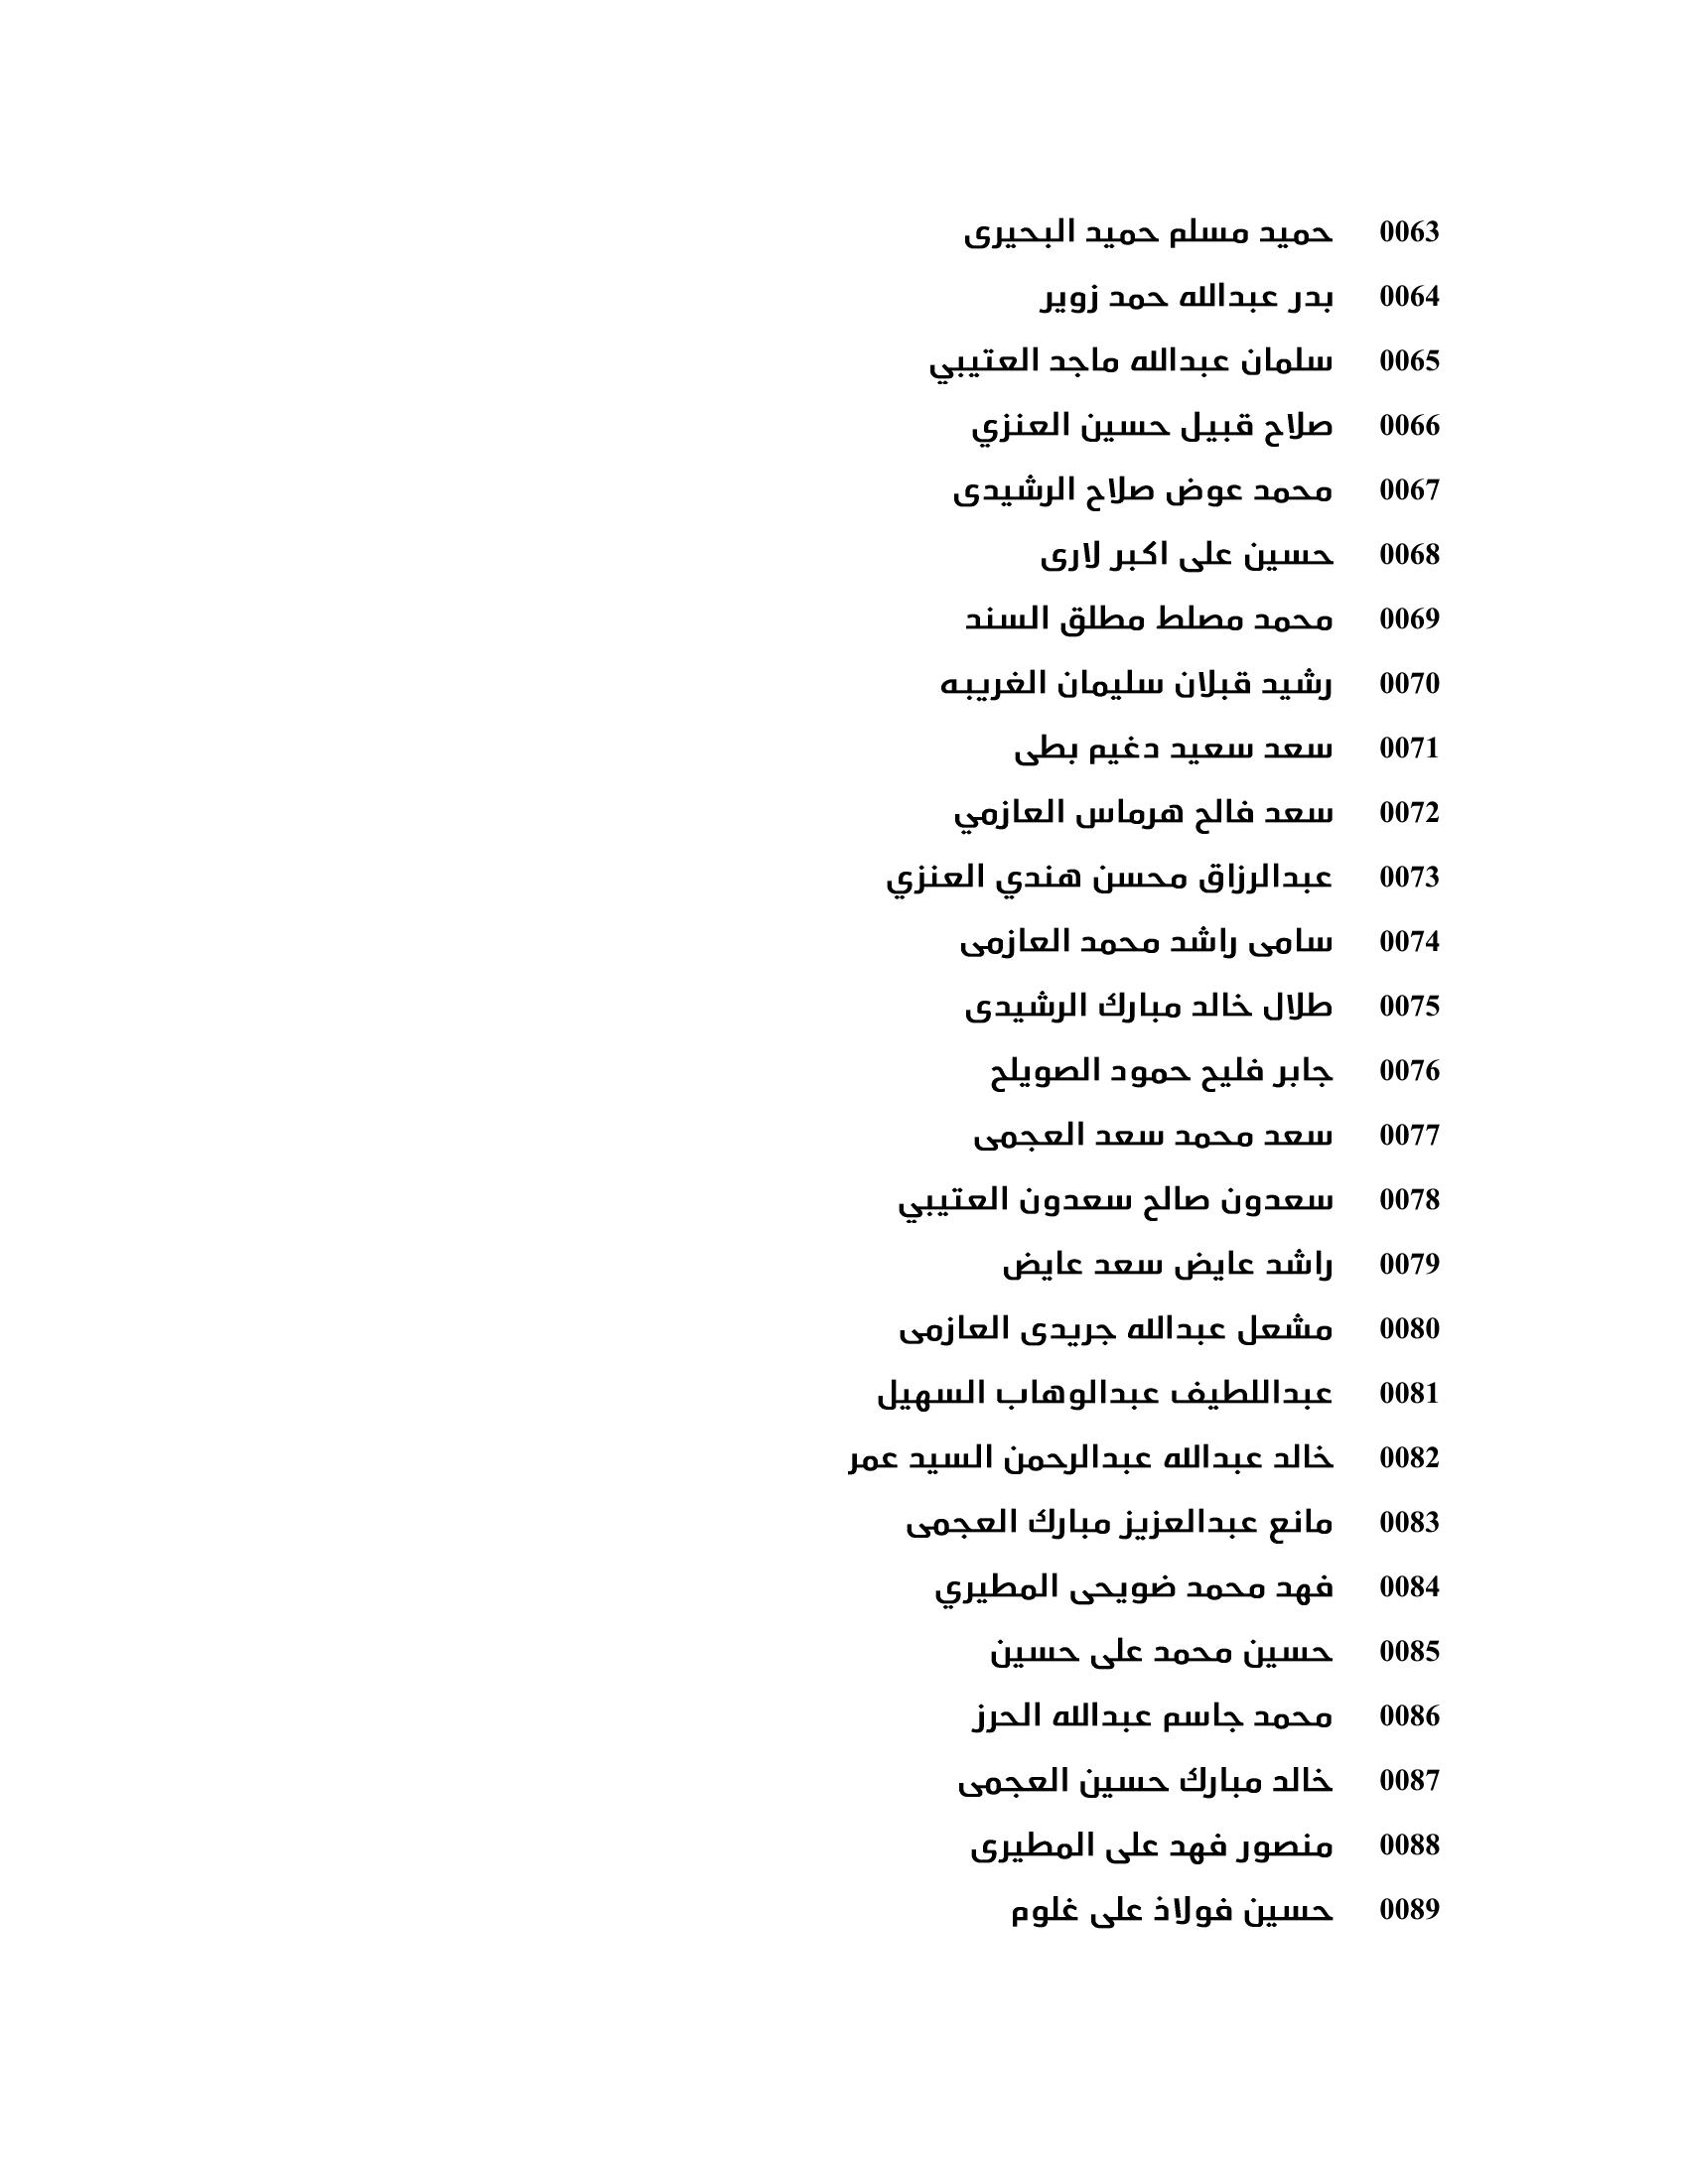 0063 حميد مسلم حميد البحيرى
0064 بدر عبدالله حمد زوير
0065 سلمان عبدالله ماجد العتيبي
0066 صلاح قبيل حسين العنزي
0067 محمد عوض صلاح الرشيدى
0068 حسين على اكبر لارى
0069 محمد مصلط مطلق السند
0070 رشيد قبلان سليمان الغريبه
0071 سعد سعيد دغيم بطى
0072 سعد فالح هرماس العازمي
0073 عبدالرزاق محسن هندي العنزي
0074 سامى راشد محمد العازمى
0075 طلال خالد مبارك الرشيدى
0076 جابر فليح حمود الصويلح
0077 سعد محمد سعد العجمى
0078 سعدون صالح سعدون العتيبي
0079 راشد عايض سعد عايض
0080 مشعل عبدالله جريدى العازمى
0081 عبداللطيف عبدالوهاب السهيل
0082 خالد عبدالله عبدالرحمن السيد عمر
0083 مانع عبدالعزيز مبارك العجمى
0084 فهد محمد ضويحى المطيري
0085 حسين محمد على حسين
0086 محمد جاسم عبدالله الحرز
0087 خالد مبارك حسين العجمى
0088 منصور فهد على المطيرى
0089 حسين فولاذ على غلوم